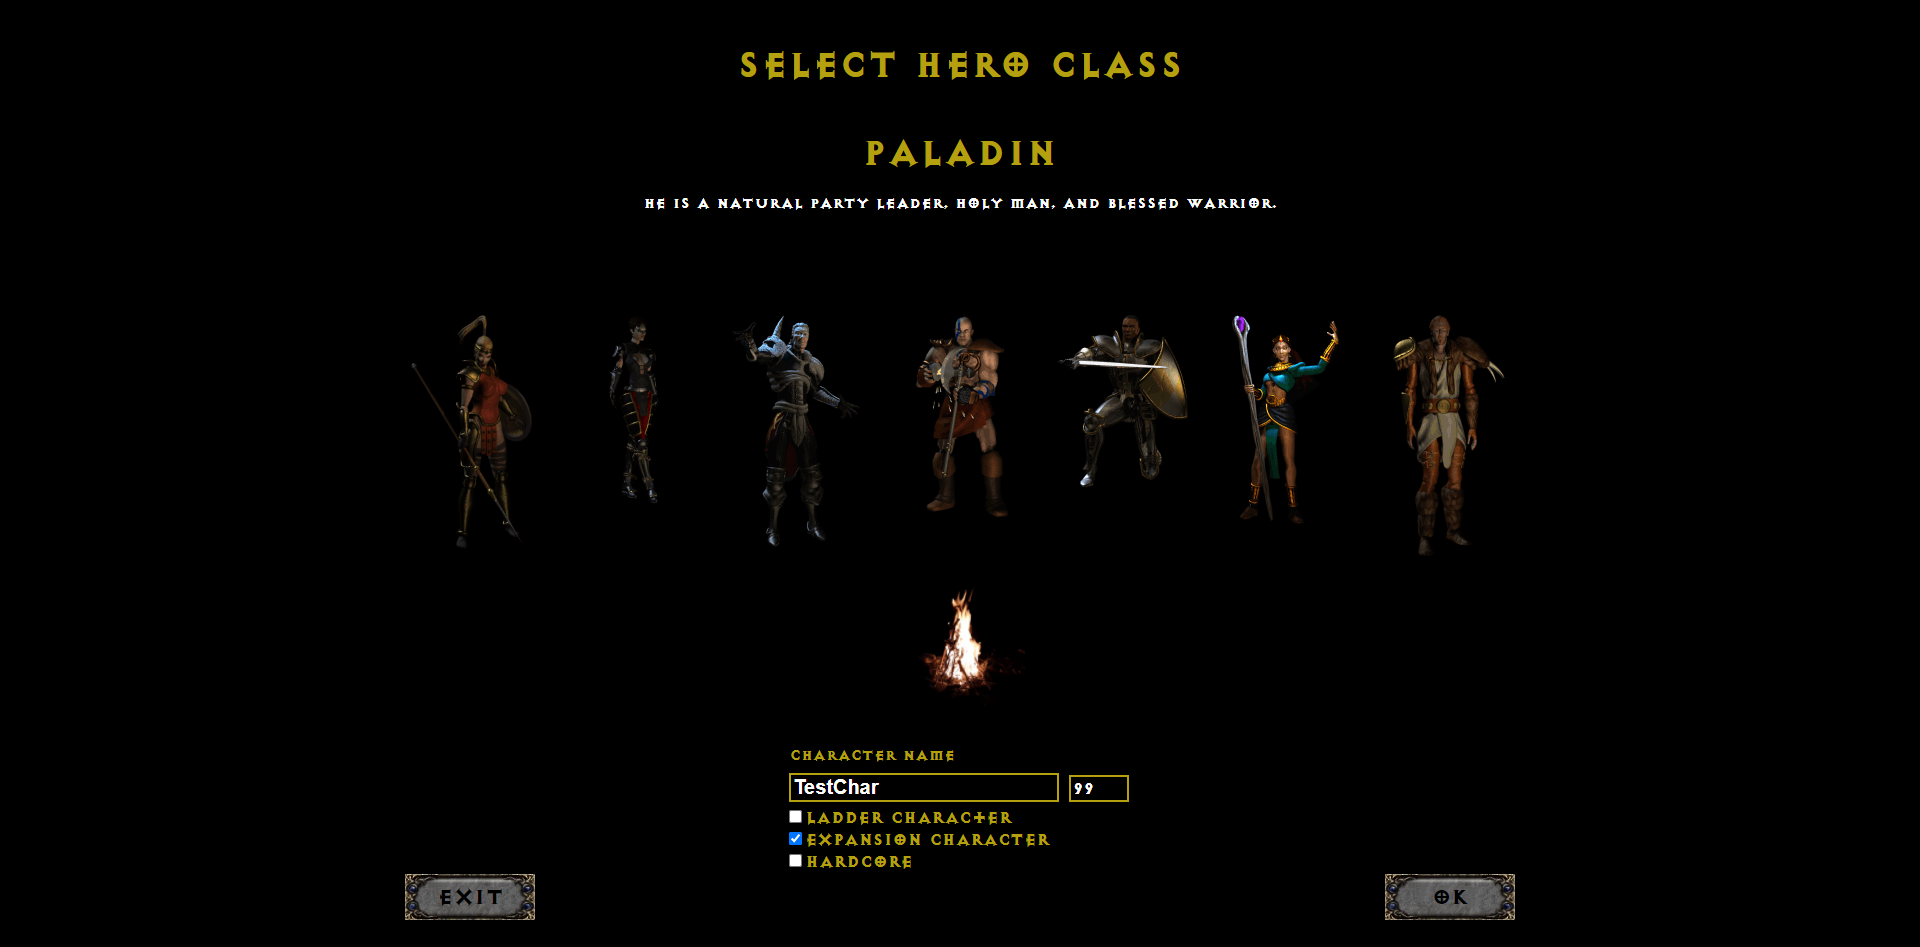 SELECT HERO CLASS
PALADIN
HE IS A NATURAL PARTY LEADER, HOLY MAN, AND BLESSED WARRIOR.
CHARACTER NAME
TestChar 99
LADDER CHARACTER
EXPANSION CHARACTER
HARDCORE
EXIT OK